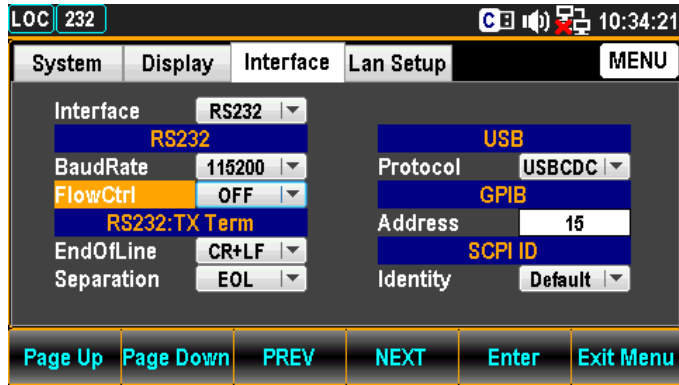 LOC 232 C 10:34:21
System Display Interface Lan Setup MENU
Interface RS232
RS232 USB
BaudRate 115200 Protocol USBCDC
FlowCtrl OFF GPIB
RS232:TX Term Address 15
EndOfLine CR+LF SCPI ID
Separation EOL Identity Default
Page Up Page Down PREV NEXT Enter Exit Menu